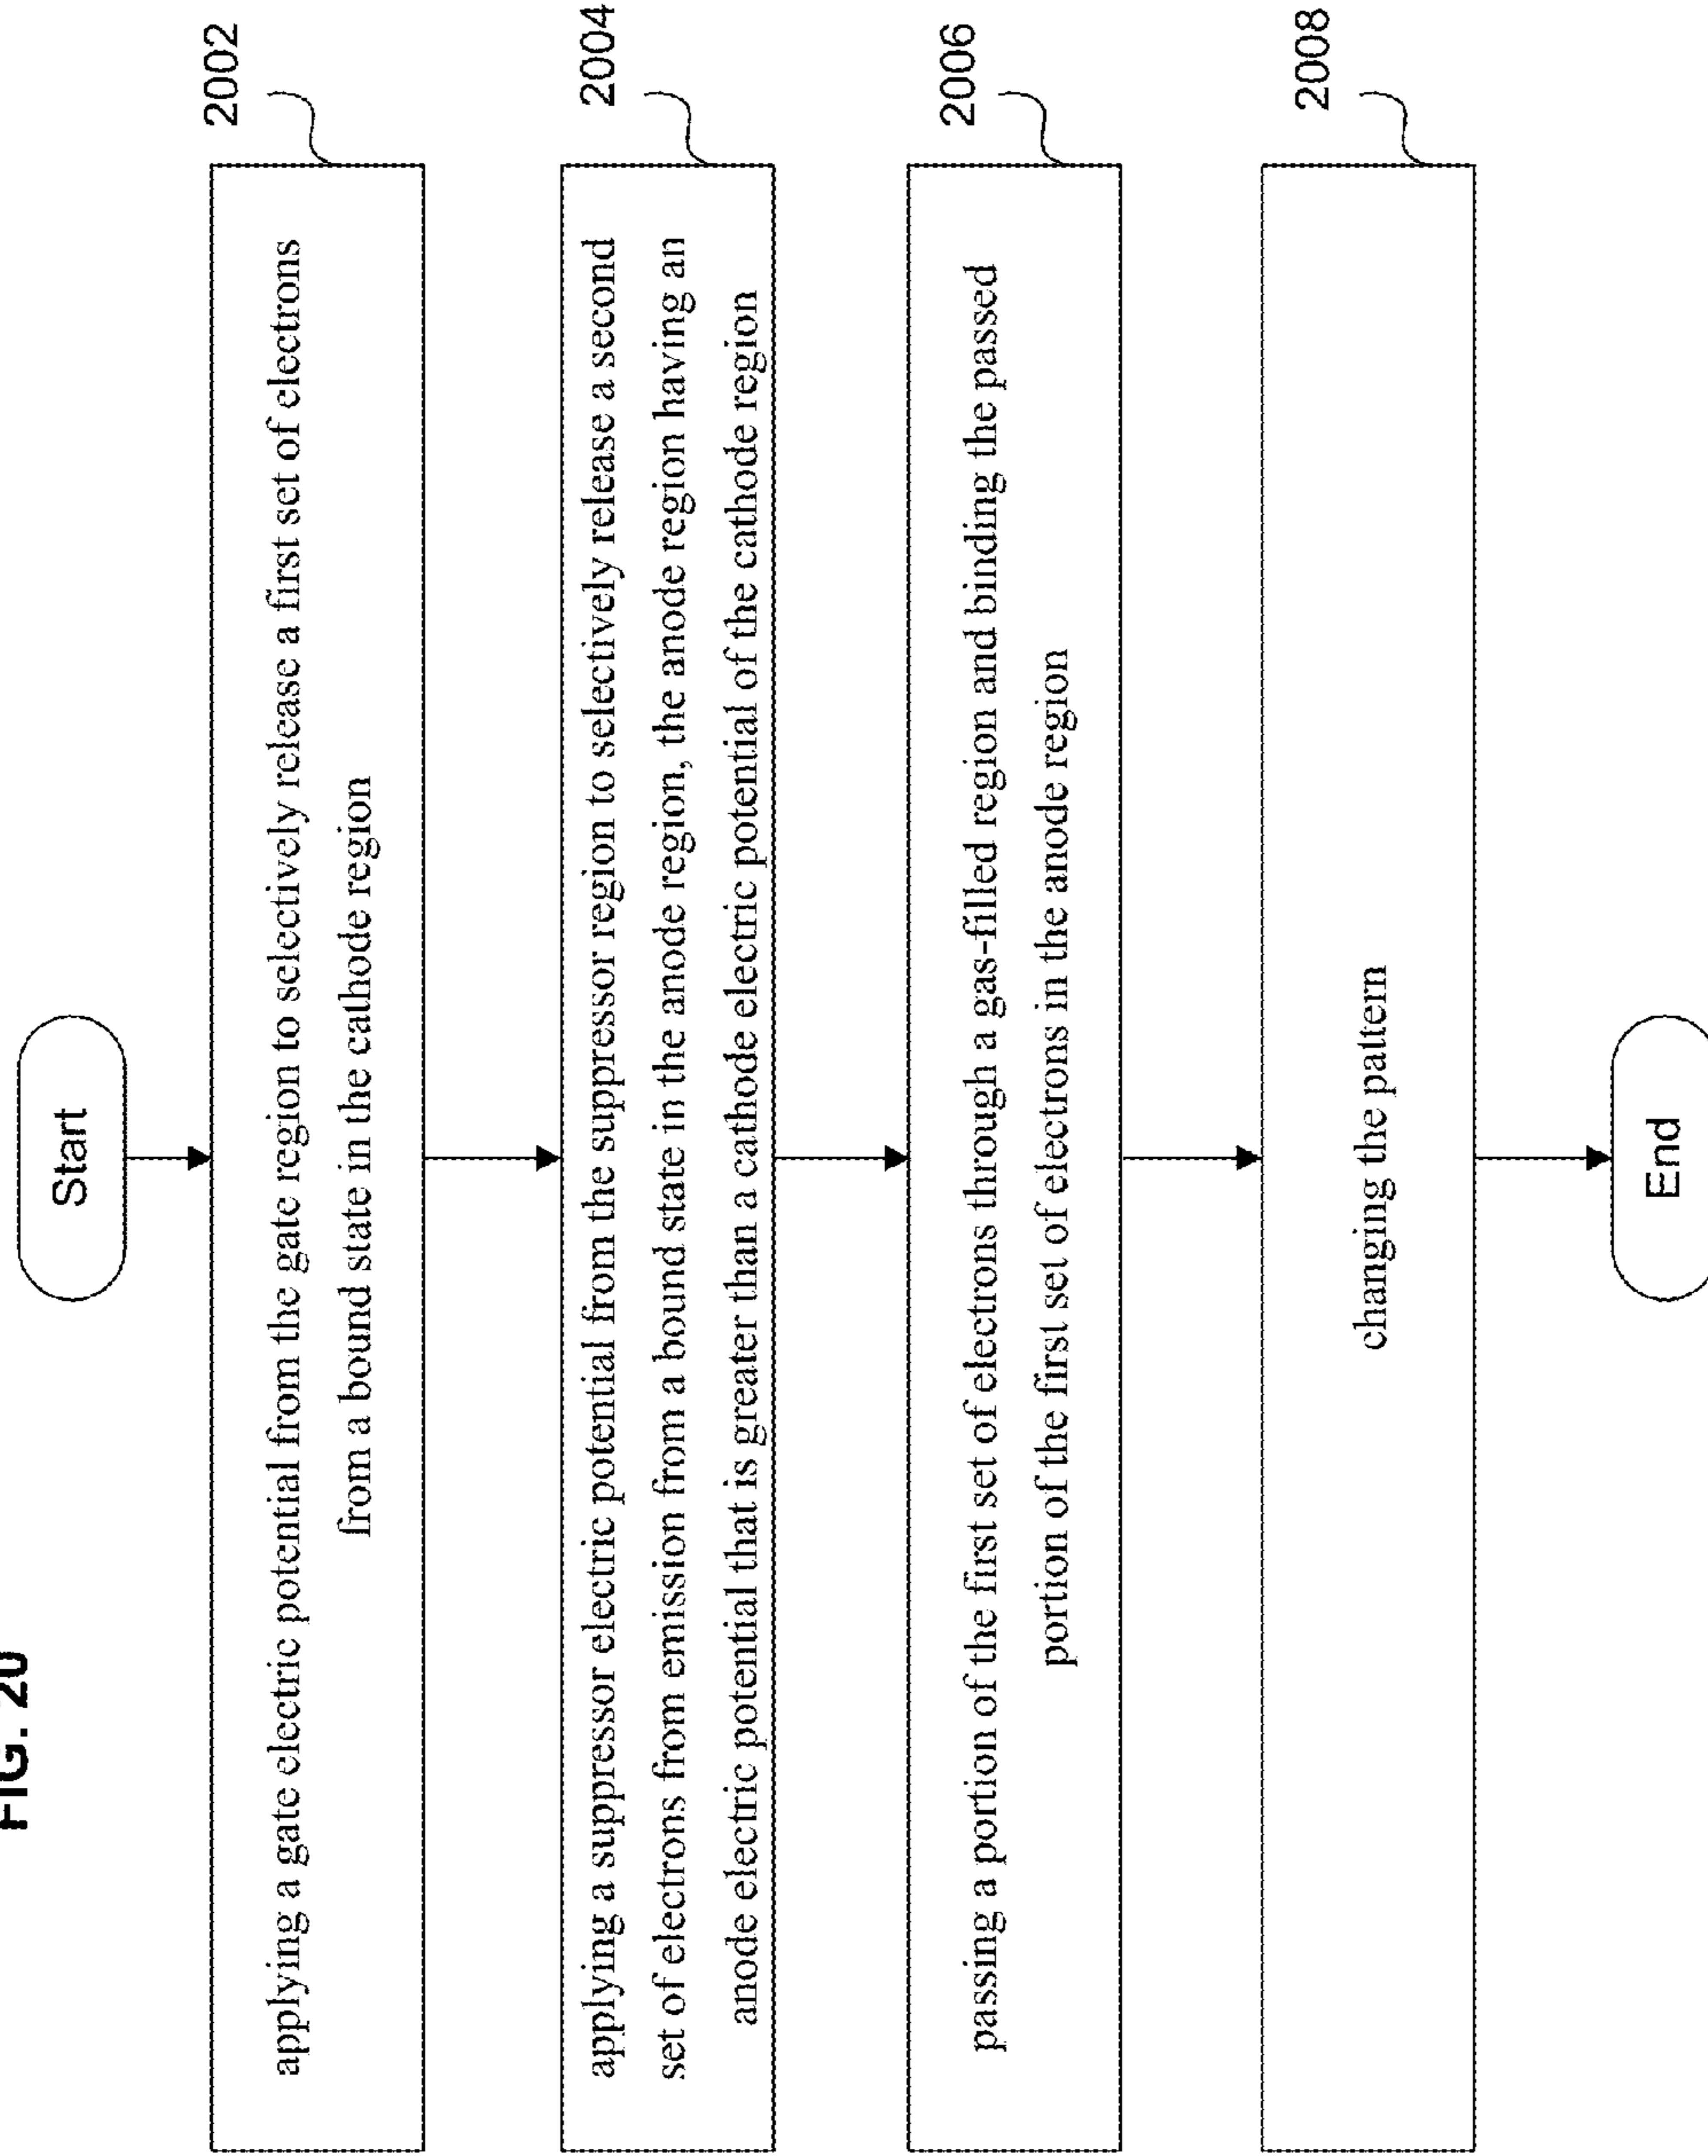 FIG. 20
Start
2002
applying a gate electric potential from the gate region to selectively release a first set of electrons
from a bound state in the cathode region
2004
applying a suppressor electric potential from the suppressor region to selectively release a second
set of electrons from emission from a bound state in the anode region, the anode region having an
anode electric potential that is greater than a cathode electric potential of the cathode region
2006
passing a portion of the first set of electrons through a gas-filled region and binding the passed
portion of the first set of electrons in the anode region
2008
changing the pattern
End